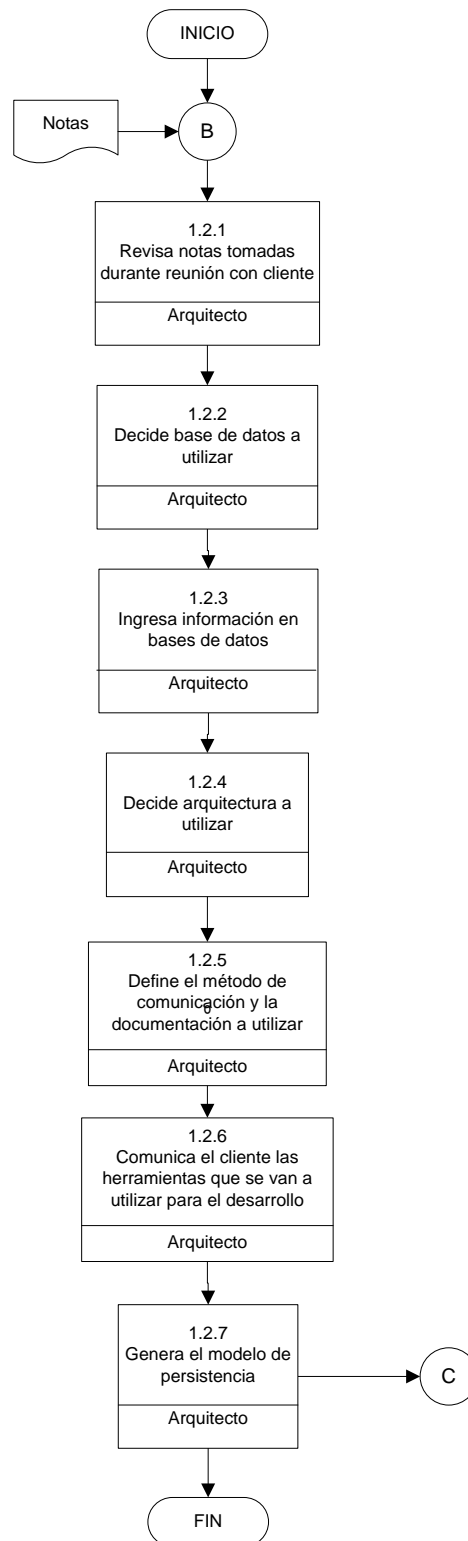 INICIO
Notas
B
1.2.1
Revisa notas tomadas
durante reunión con cliente
Arquitecto
1.2.2
Decide base de datos a
utilizar
Arquitecto
1.2.3
Ingresa información en
bases de datos
Arquitecto
1.2.4
Decide arquitectura a
utilizar
Arquitecto
1.2.5
Define el método de
comunicación y la
documentación a utilizar
Arquitecto
1.2.6
Comunica el cliente las
herramientas que se van a
utilizar para el desarrollo
Arquitecto
1.2.7
Genera el modelo de
persistencia
Arquitecto
C
FIN